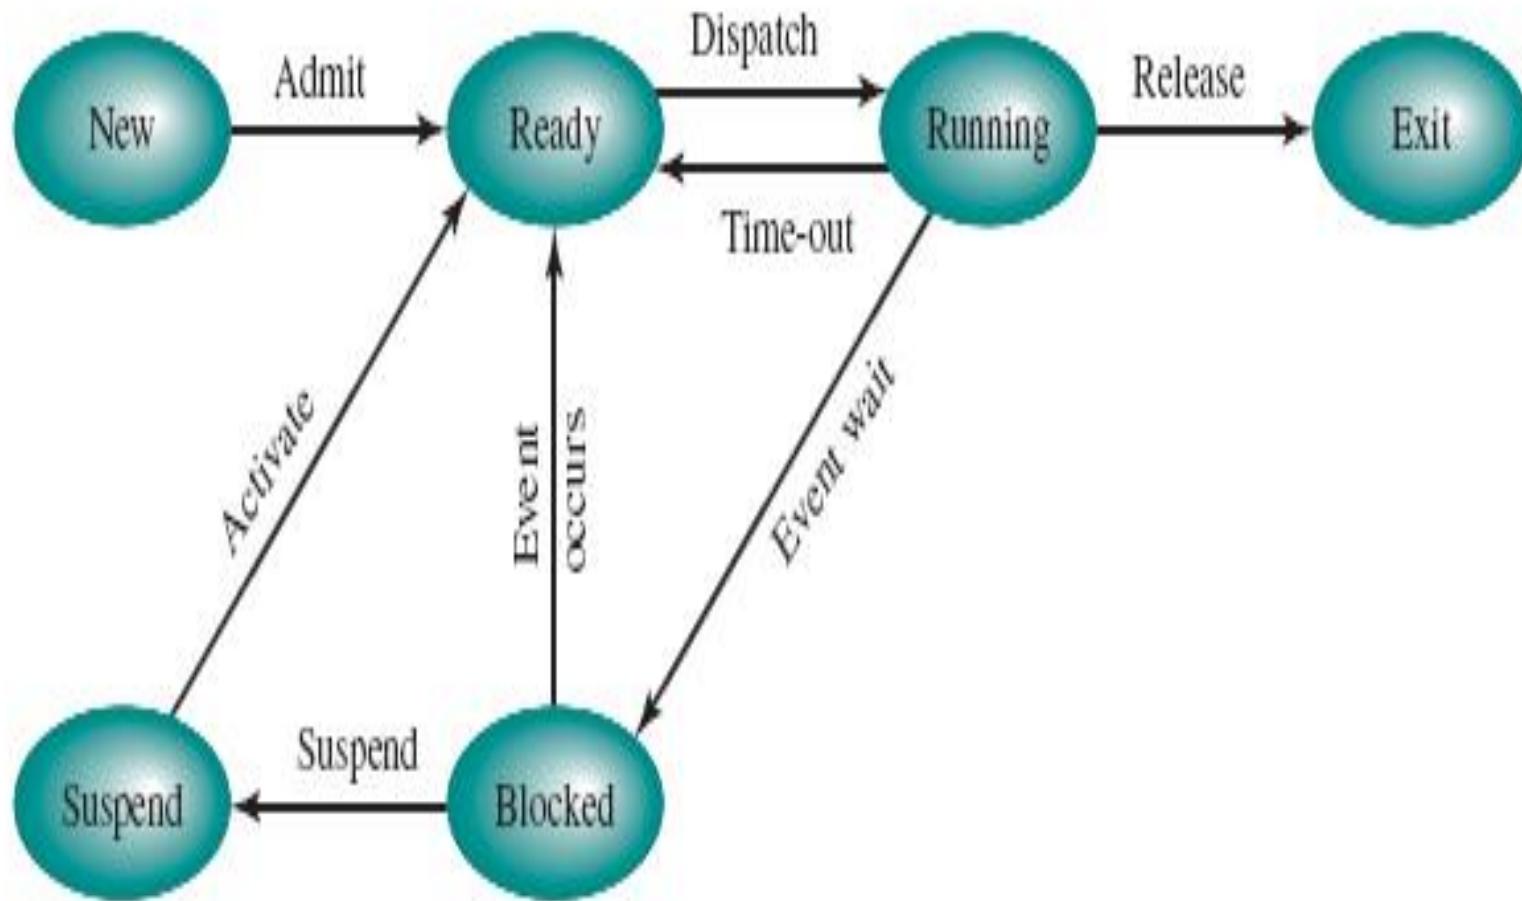 Dispatch
Admit
Release
New
Ready
Running
Exit
Time-out
Activate
Event
occurs
Event wait
Suspend
Suspend
Blocked